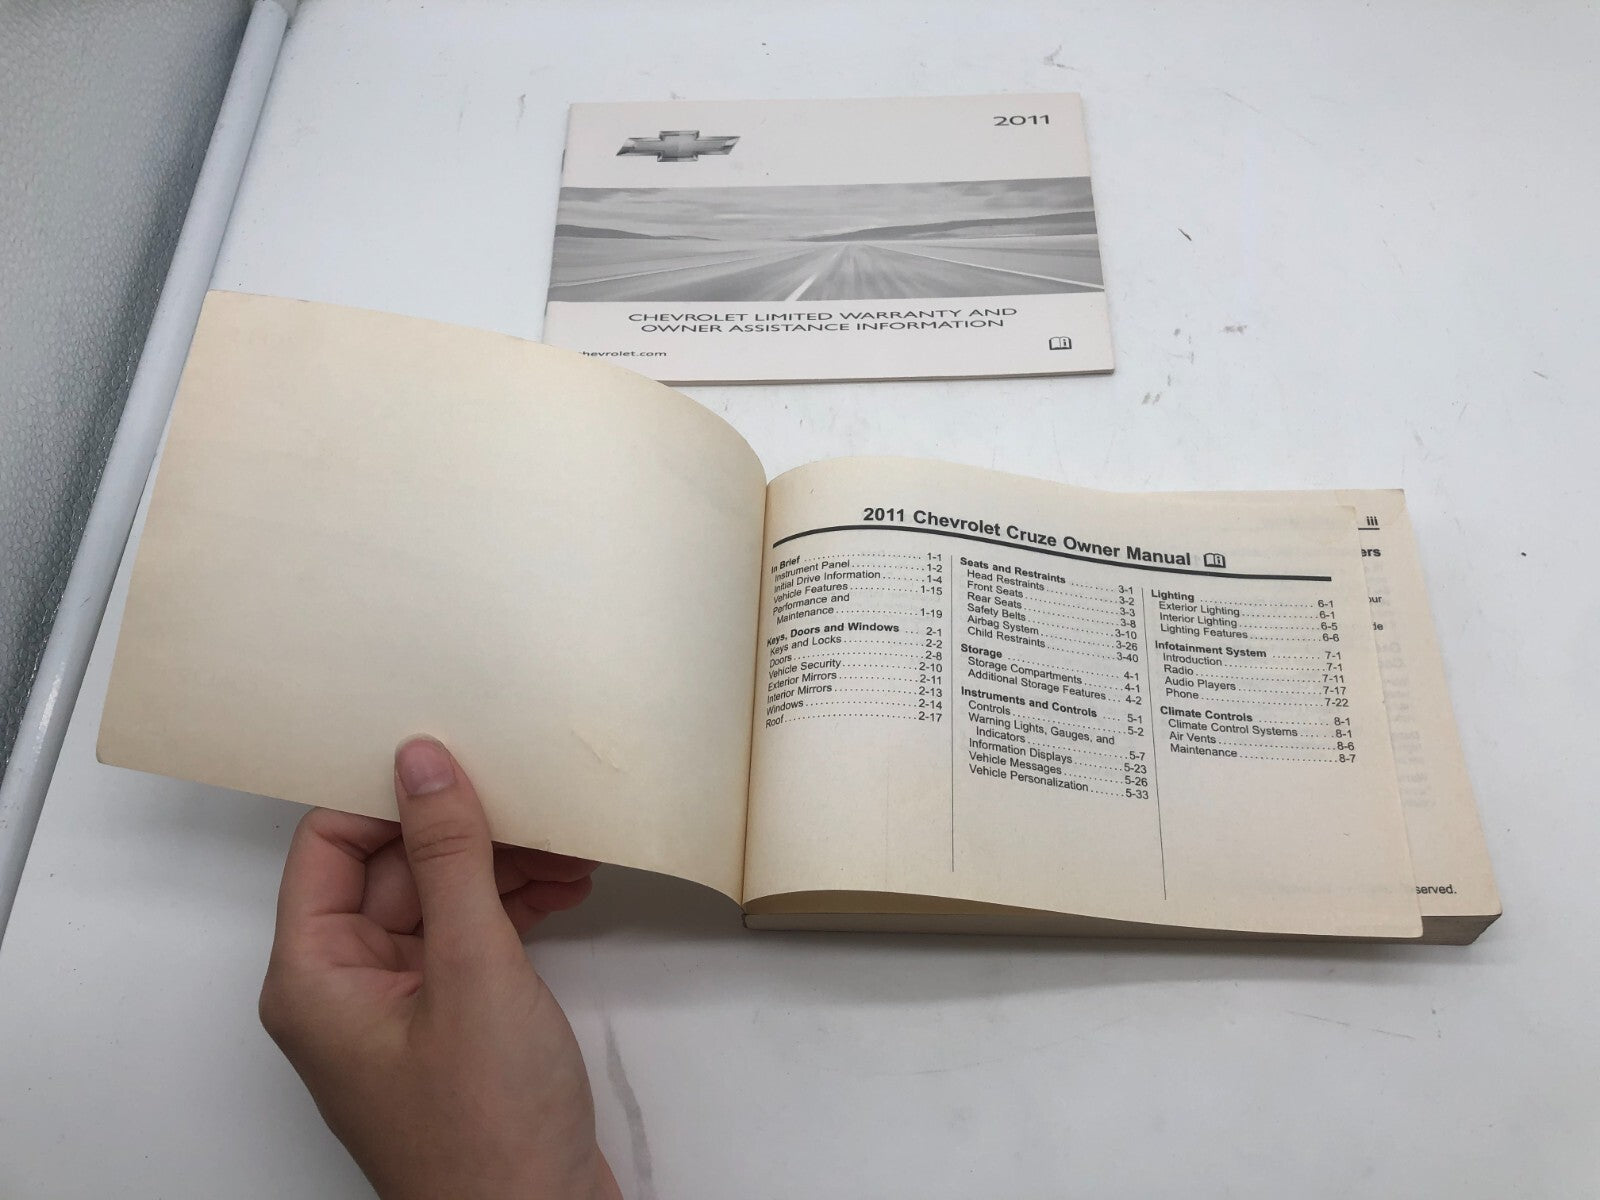 2011
CHEVROLET LIMITED WARRANTY AND
OWNER ASSISTANCE INFORMATION
chevrolet.com
2011 Chevrolet Cruze Owner Manual
In Brief ........................ 1-1
Instrument Panel .............. 1-2
Initial Drive Information ........ 1-4
Vehicle Features .............. 1-15
Performance and
Maintenance ................. 1-19
Keys, Doors and Windows ... 2-1
Keys and Locks ............... 2-2
Doors ........................ 2-8
Vehicle Security .............. 2-10
Exterior Mirrors .............. 2-11
Interior Mirrors .............. 2-13
Windows ..................... 2-14
Roof ......................... 2-17
Seats and Restraints ......... 3-1
Head Restraints .............. 3-2
Front Seats .................. 3-3
Rear Seats ................... 3-8
Safety Belts ................. 3-10
Airbag System ................ 3-26
Child Restraints .............. 3-40
Storage ...................... 4-1
Storage Compartments ........ 4-1
Additional Storage Features ... 4-2
Instruments and Controls .... 5-1
Controls ..................... 5-2
Warning Lights, Gauges, and
Indicators ................... 5-7
Information Displays .......... 5-23
Vehicle Messages ............. 5-26
Vehicle Personalization ....... 5-33
Lighting ...................... 6-1
Exterior Lighting .............. 6-1
Interior Lighting .............. 6-5
Lighting Features ............. 6-6
Infotainment System ......... 7-1
Introduction .................. 7-1
Radio ........................ 7-11
Audio Players ................ 7-17
Phone ....................... 7-22
Climate Controls ............. 8-1
Climate Control Systems ...... 8-1
Air Vents .................... 8-6
Maintenance ................. 8-7
iii
served.